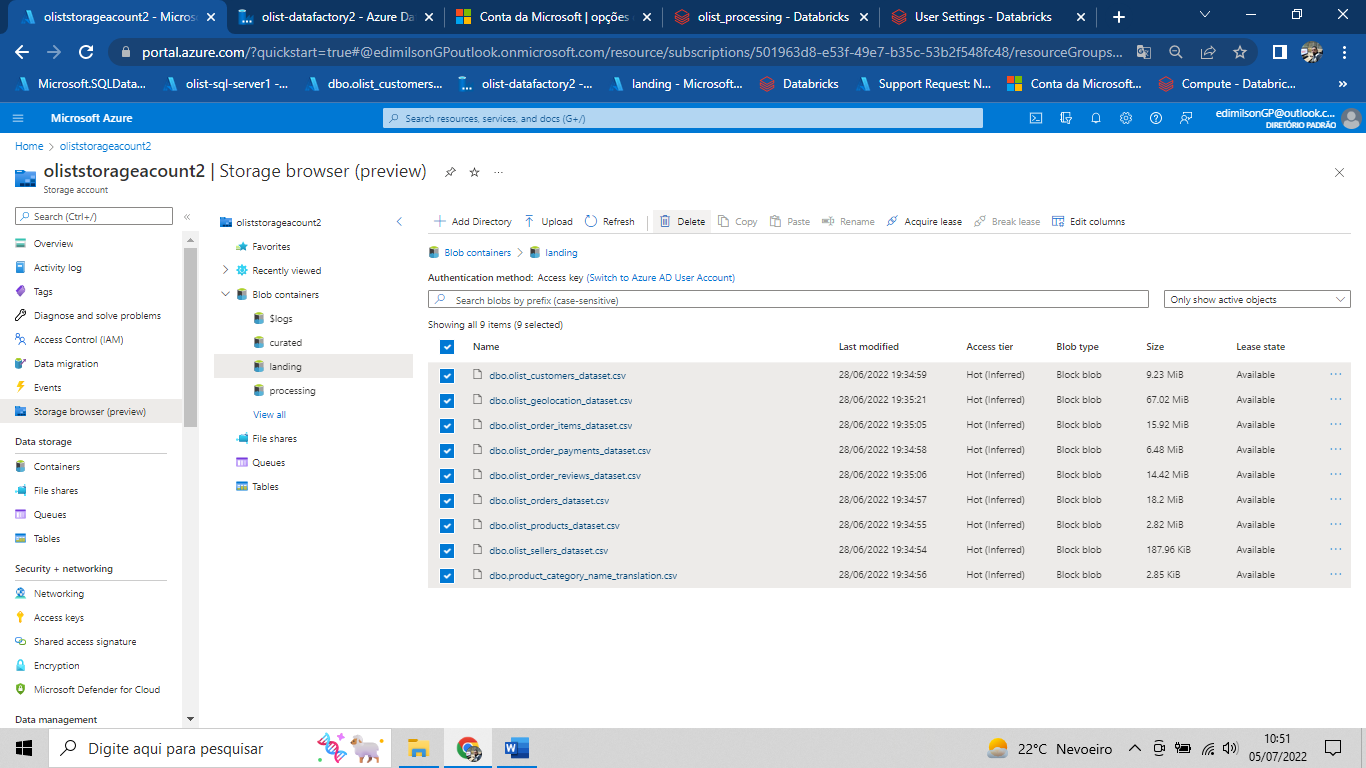 oliststorageacount2 - Micros
olist-datafactory2 - Azure Da
Conta da Microsoft | opções
olist_processing - Databricks
User Settings - Databricks
portal.azure.com/?quickstart=true#@edimilsonGPoutlook.onmicrosoft.com/resource/subscriptions/501963d8-e53f-49e7-b35c-53b2f548fc48/resourceGroups...
Microsoft.SQLData...
olist-sql-server1 -...
dbo.olist_customers...
olist-datafactory2 -...
landing - Microsoft...
Databricks
Support Request: N...
Conta da Microsoft...
Compute - Databric...
Microsoft Azure
Search resources, services, and docs (G+/)
edimilsonGP@outlook.c...
DIRETÓRIO PADRÃO
Home > oliststorageacount2
oliststorageacount2 | Storage browser (preview)
Storage account
Search (Ctrl+/)
Overview
Activity log
Tags
Diagnose and solve problems
Access Control (IAM)
Data migration
Events
Storage browser (preview)
Data storage
Containers
File shares
Queues
Tables
Security + networking
Networking
Access keys
Shared access signature
Encryption
Microsoft Defender for Cloud
Data management
oliststorageacount2
Favorites
Recently viewed
Blob containers
$logs
curated
landing
processing
View all
File shares
Queues
Tables
Add Directory Upload Refresh Delete Copy Paste Rename Acquire lease Break lease Edit columns
Blob containers > landing
Authentication method: Access key (Switch to Azure AD User Account)
Search blobs by prefix (case-sensitive)
Only show active objects
Showing all 9 items (9 selected)
Name Last modified Access tier Blob type Size Lease state
dbo.olist_customers_dataset.csv 28/06/2022 19:34:59 Hot (Inferred) Block blob 9.23 MiB Available
dbo.olist_geolocation_dataset.csv 28/06/2022 19:35:21 Hot (Inferred) Block blob 67.02 MiB Available
dbo.olist_order_items_dataset.csv 28/06/2022 19:35:05 Hot (Inferred) Block blob 15.92 MiB Available
dbo.olist_order_payments_dataset.csv 28/06/2022 19:34:58 Hot (Inferred) Block blob 6.48 MiB Available
dbo.olist_order_reviews_dataset.csv 28/06/2022 19:35:06 Hot (Inferred) Block blob 14.42 MiB Available
dbo.olist_orders_dataset.csv 28/06/2022 19:34:57 Hot (Inferred) Block blob 18.2 MiB Available
dbo.olist_products_dataset.csv 28/06/2022 19:34:55 Hot (Inferred) Block blob 2.82 MiB Available
dbo.olist_sellers_dataset.csv 28/06/2022 19:34:54 Hot (Inferred) Block blob 187.96 KiB Available
dbo.product_category_name_translation.csv 28/06/2022 19:34:56 Hot (Inferred) Block blob 2.85 KiB Available
Digite aqui para pesquisar
22°C Nevoeiro
10:51
05/07/2022